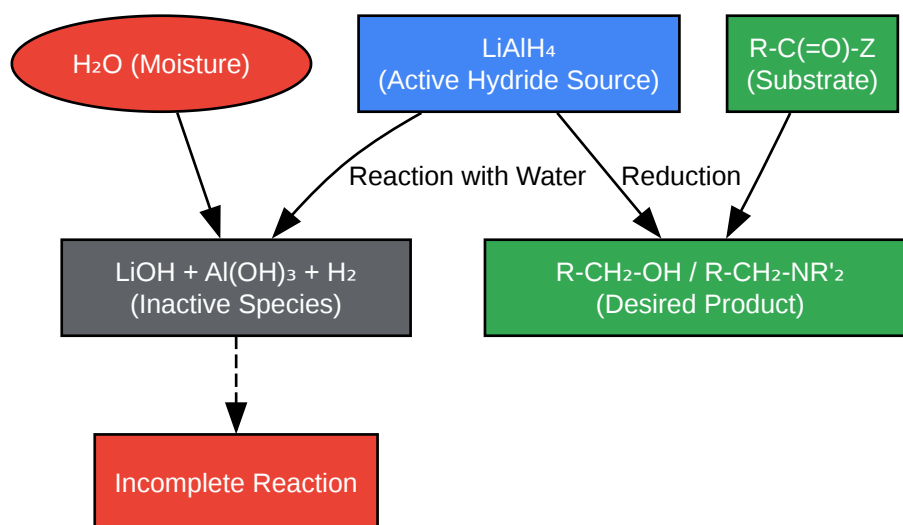 H₂O (Moisture)
LiAlH₄
(Active Hydride Source)
R-C(=O)-Z
(Substrate)
Reaction with Water
Reduction
LiOH + Al(OH)₃ + H₂
(Inactive Species)
R-CH₂-OH / R-CH₂-NR'₂
(Desired Product)
Incomplete Reaction